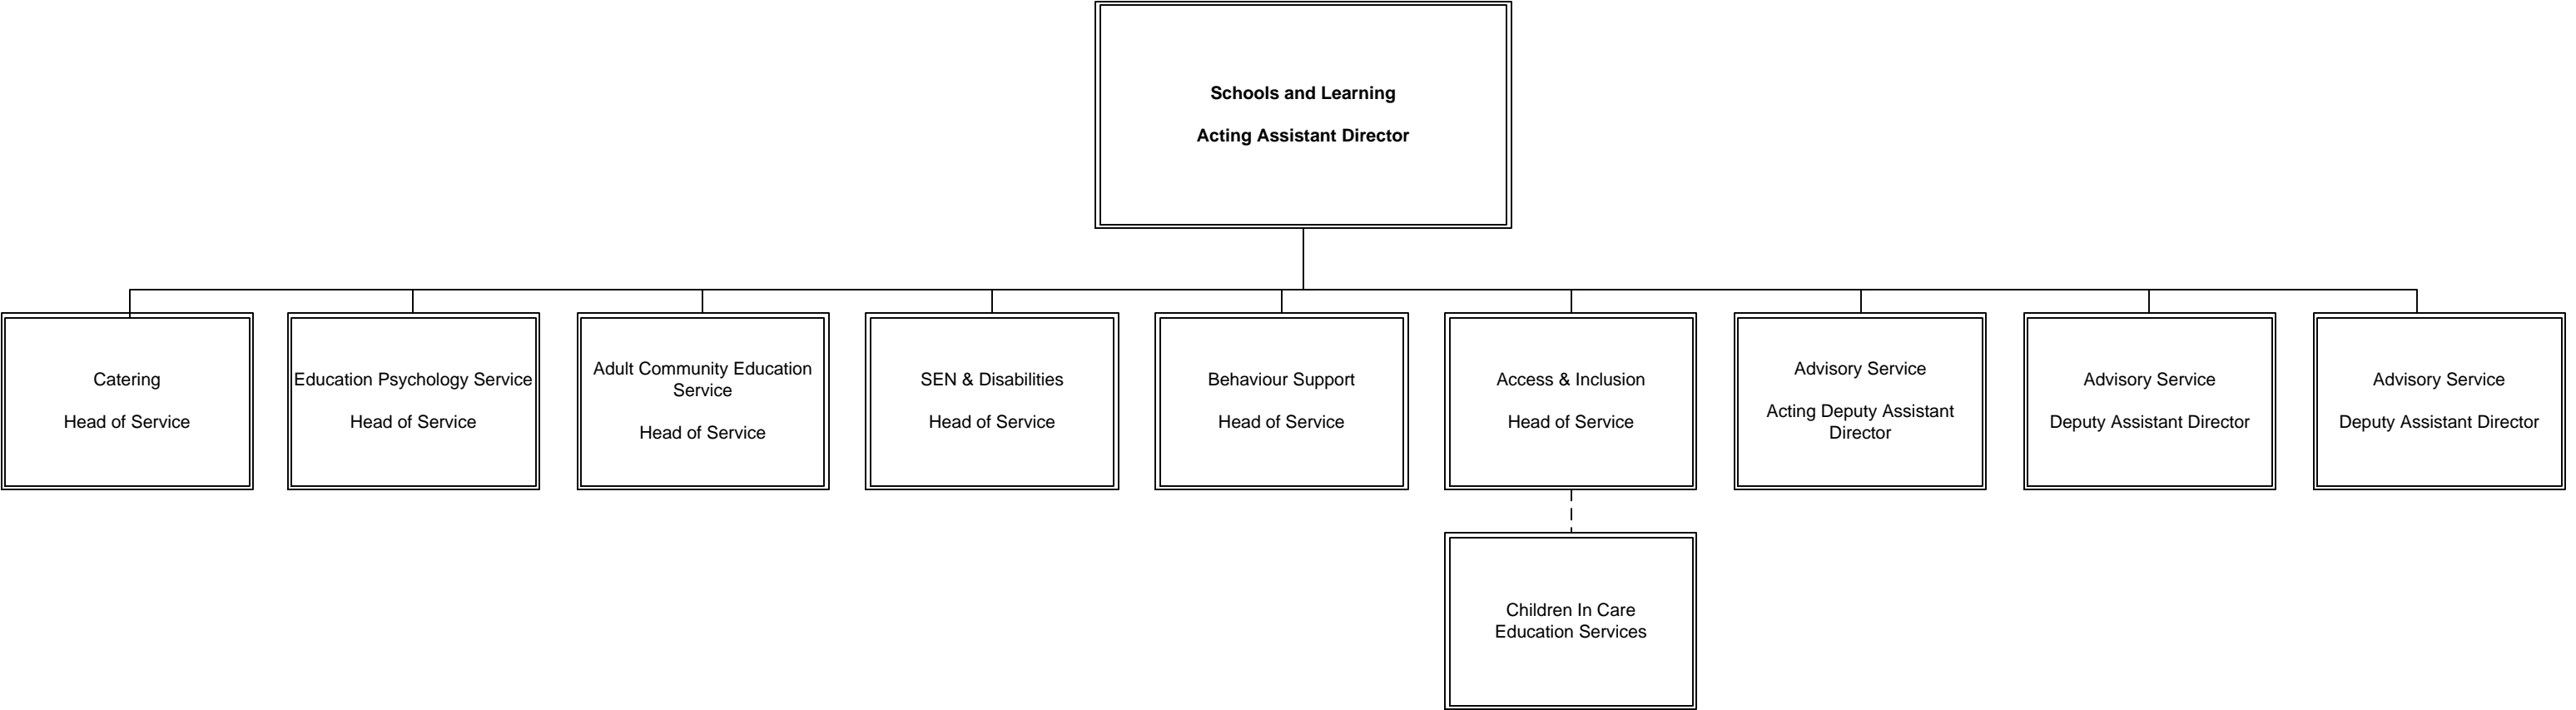 Schools and Learning
Acting Assistant Director
Catering
Head of Service
Education Psychology Service
Head of Service
Adult Community Education
Service
Head of Service
SEN & Disabilities
Head of Service
Behaviour Support
Head of Service
Access & Inclusion
Head of Service
Advisory Service
Acting Deputy Assistant
Director
Advisory Service
Deputy Assistant Director
Advisory Service
Deputy Assistant Director
Children In Care
Education Services